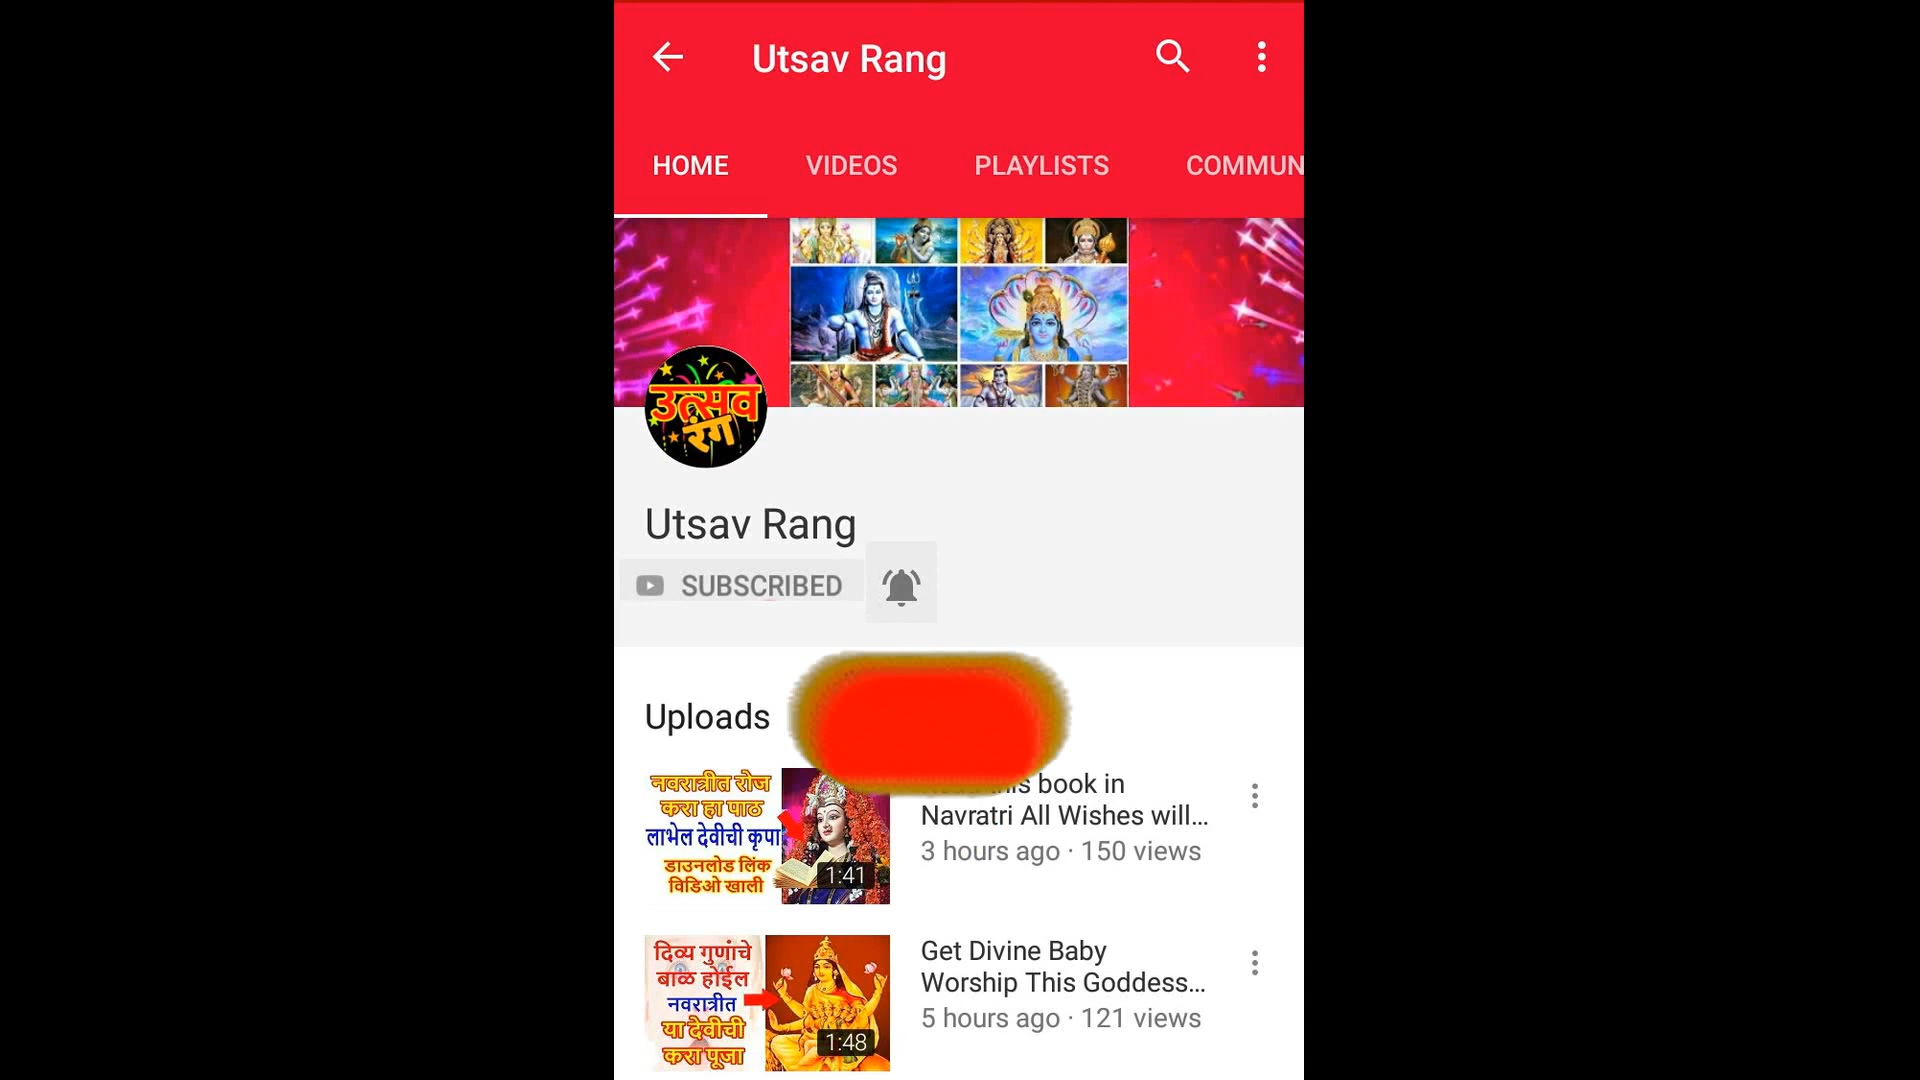 Utsav Rang
HOME VIDEOS PLAYLISTS COMMUN
उत्सव
रंग
Utsav Rang
SUBSCRIBED
Uploads
नवरात्रीत रोज
करा हा पाठ
लाभेल देवीची कृपा
डाउनलोड लिंक
विडिओ खाली
1:41
book in
Navratri All Wishes will...
3 hours ago · 150 views
दिव्य गुणांचे
बाळ होईल
नवरात्रीत
या देवीची
करा पूजा
1:48
Get Divine Baby
Worship This Goddess...
5 hours ago · 121 views